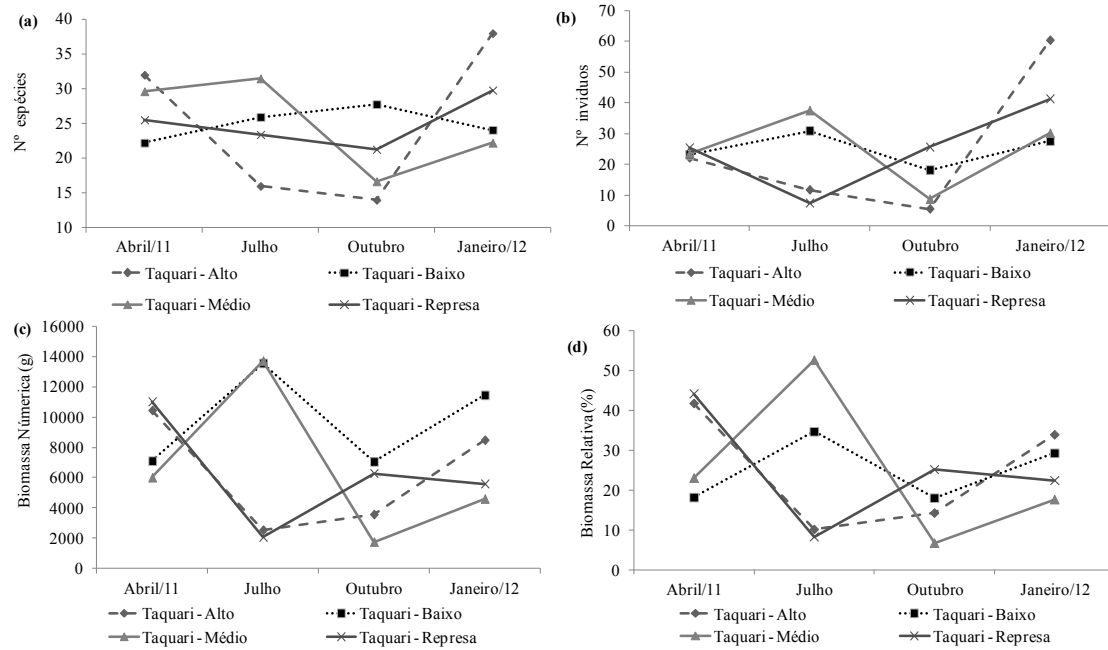 (a)
Nº espécies
40
35
30
25
20
15
10
Abril/11 Julho Outubro Janeiro/12
Taquari - Alto Taquari - Baixo
Taquari - Médio Taquari - Represa
(b)
Nº inviduos
70
60
50
40
30
20
10
0
Abril/11 Julho Outubro Janeiro/12
Taquari - Alto Taquari - Baixo
Taquari - Médio Taquari - Represa
(c)
Biomassa Númerica (g)
16000
14000
12000
10000
8000
6000
4000
2000
0
Abril/11 Julho Outubro Janeiro/12
Taquari - Alto Taquari - Baixo
Taquari - Médio Taquari - Represa
(d)
Biomassa Relativa (%)
60
50
40
30
20
10
0
Abril/11 Julho Outubro Janeiro/12
Taquari - Alto Taquari - Baixo
Taquari - Médio Taquari - Represa